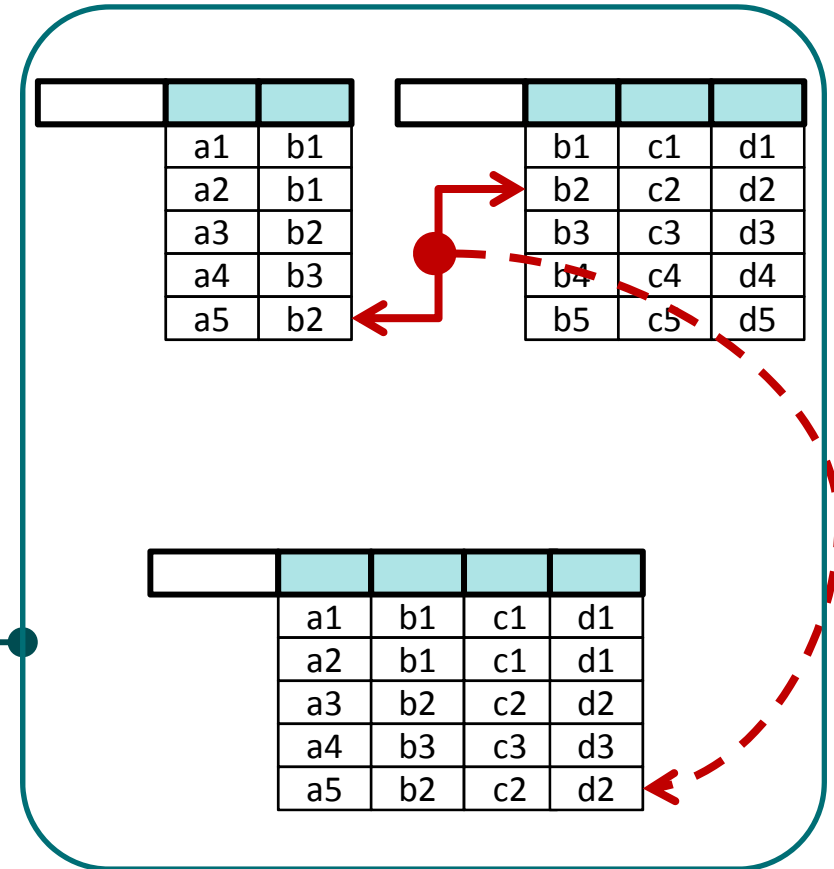 a1 b1
a2 b1
a3 b2
a4 b3
a5 b2
b1 c1 d1
b2 c2 d2
b3 c3 d3
b4 c4 d4
b5 c5 d5
a1 b1 c1 d1
a2 b1 c1 d1
a3 b2 c2 d2
a4 b3 c3 d3
a5 b2 c2 d2